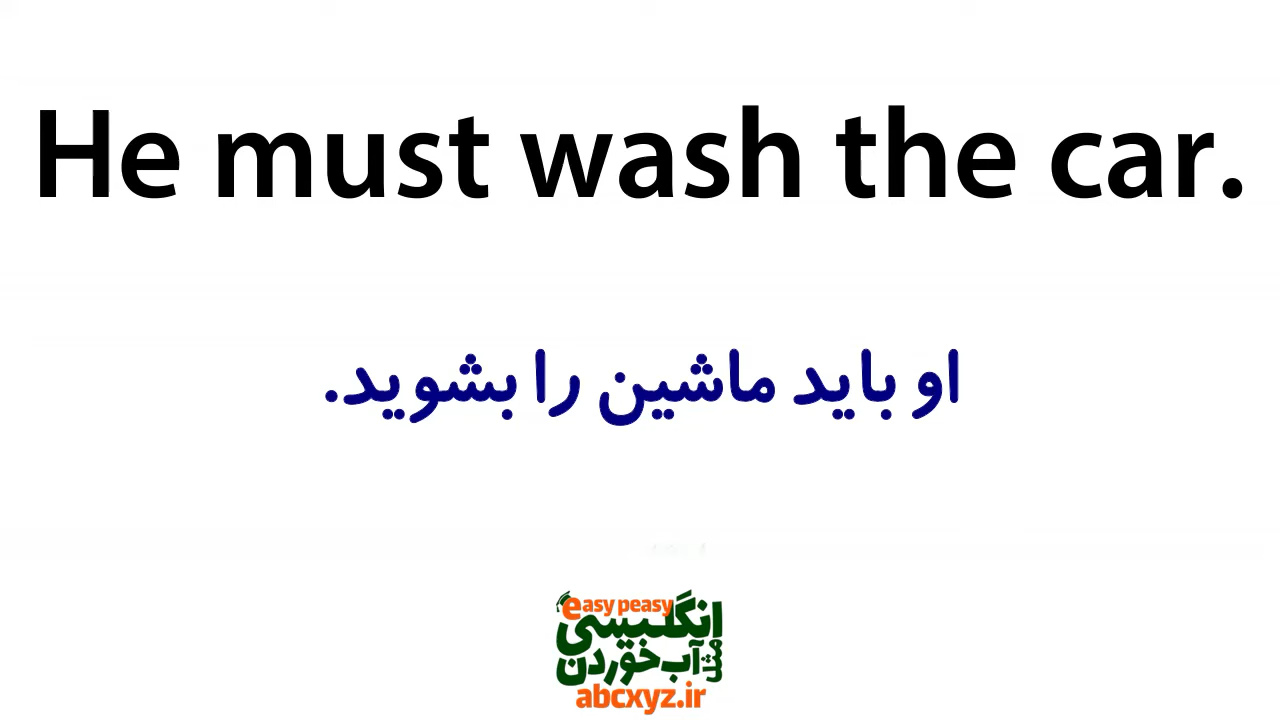 He must wash the car.
او باید ماشین را بشوید.
easy peasy
انگلیسی
مثل آب خوردن
abcxyz.ir